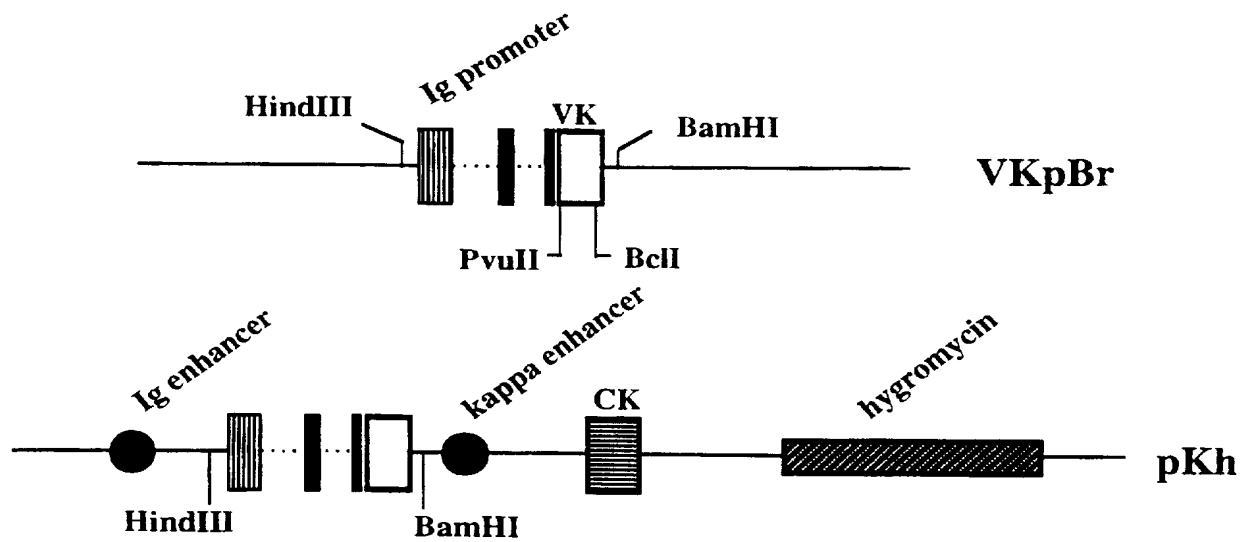 Ig promoter
HindIII
VK
BamHI
VKpBr
PvuII
BclI
Ig enhancer
kappa enhancer
CK
hygromycin
pKh
HindIII
BamHI